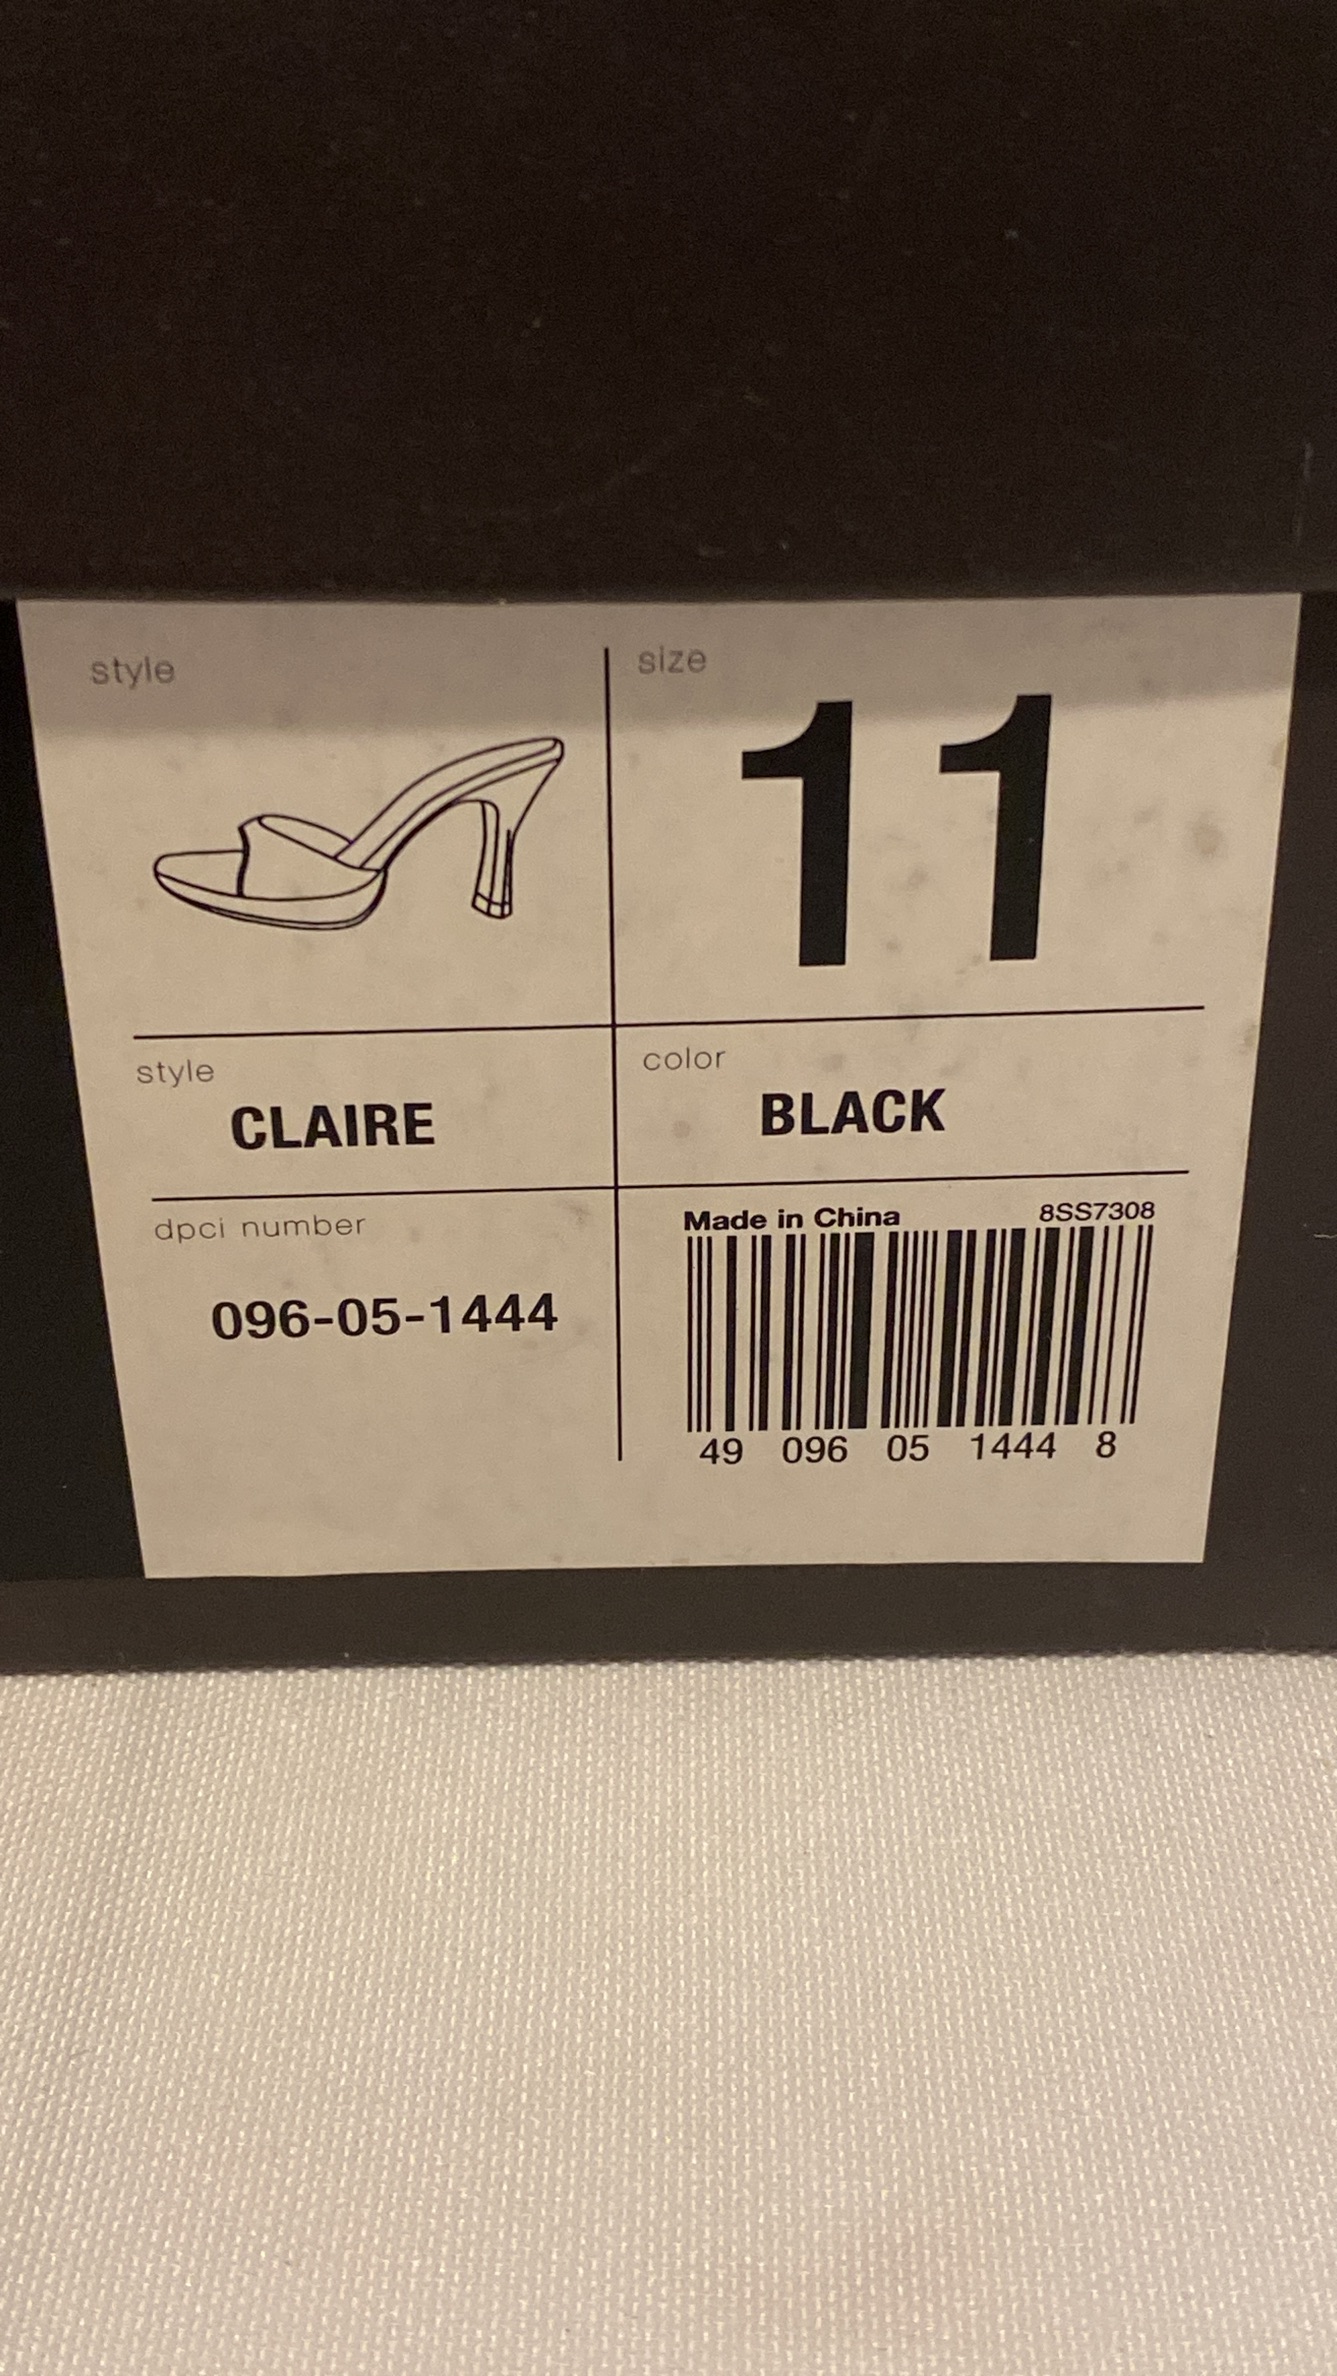 style
size
11
style
CLAIRE
color
BLACK
dpci number
096-05-1444
Made in China 8SS7308
49 096 05 1444 8